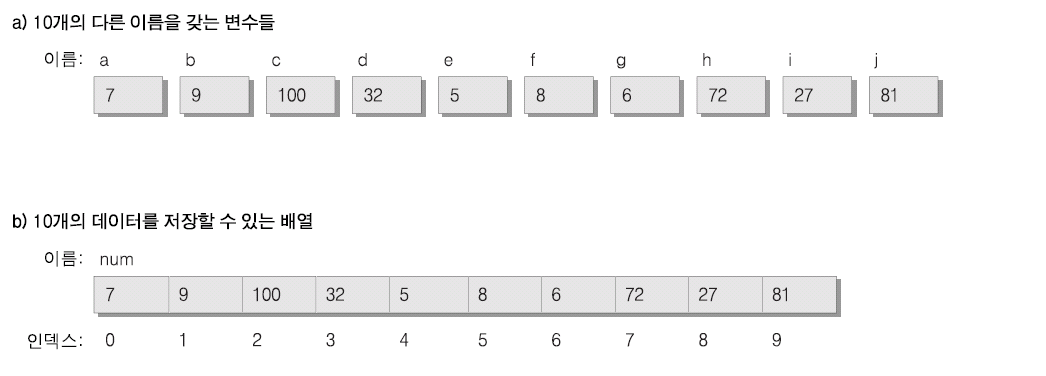 a) 10개의 다른 이름을 갖는 변수들
이름: a b c d e f g h i j
7 9 100 32 5 8 6 72 27 81
b) 10개의 데이터를 저장할 수 있는 배열
이름: num
7 9 100 32 5 8 6 72 27 81
인덱스: 0 1 2 3 4 5 6 7 8 9